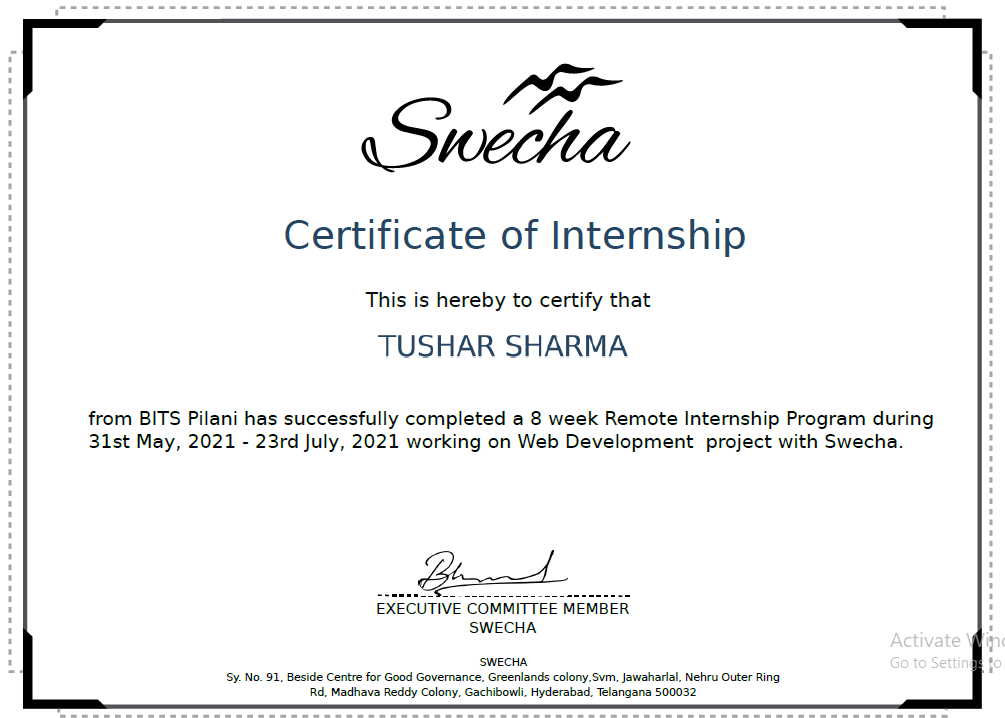 Swecha
Certificate of Internship
This is hereby to certify that
TUSHAR SHARMA
from BITS Pilani has successfully completed a 8 week Remote Internship Program during
31st May, 2021 - 23rd July, 2021 working on Web Development  project with Swecha.
EXECUTIVE COMMITTEE MEMBER
SWECHA
SWECHA
Sy. No. 91, Beside Centre for Good Governance, Greenlands colony,Svm, Jawaharlal, Nehru Outer Ring
Rd, Madhava Reddy Colony, Gachibowli, Hyderabad, Telangana 500032
Activate Win
Go to Settings to